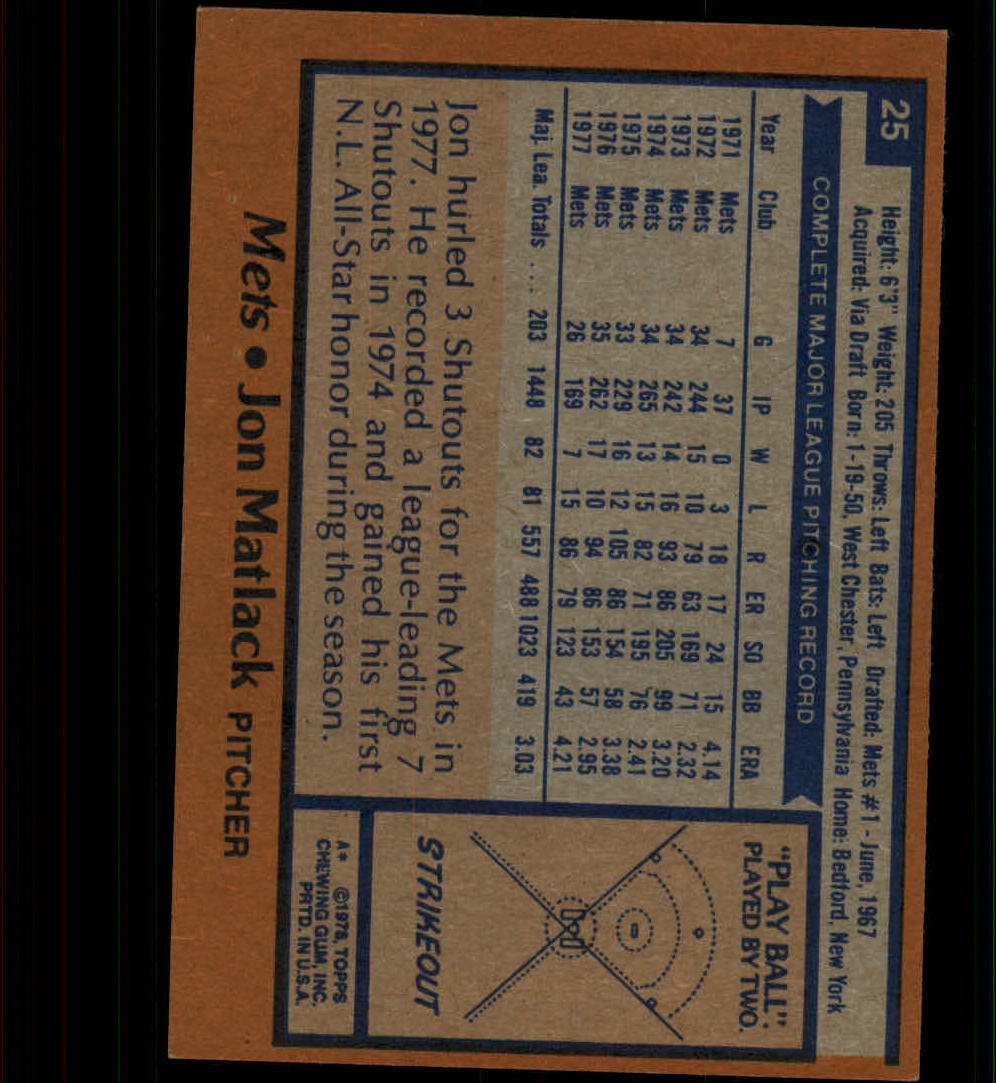 25
Height: 6'3" Weight: 205 Throws: Left Bats: Left Drafted: Mets #1 - June, 1967
Acquired: Via Draft Born: 1-19-50, West Chester, Pennsylvania Home: Bedford, New York
COMPLETE MAJOR LEAGUE PITCHING RECORD
Year Club G IP W L R ER SO BB ERA
1971 Mets 7 37 0 3 18 17 24 15 4.14
1972 Mets 34 244 15 10 79 63 169 71 2.32
1973 Mets 34 242 14 16 93 86 205 99 3.20
1974 Mets 34 265 13 15 82 71 195 76 2.41
1975 Mets 33 229 16 12 105 86 154 58 3.38
1976 Mets 35 262 17 10 94 86 153 57 2.95
1977 Mets 26 169 7 15 86 79 123 43 4.21
Maj. Lea. Totals ... 203 1448 82 81 557 488 1023 419 3.03
Jon hurled 3 Shutouts for the Mets in
1977. He recorded a league-leading 7
Shutouts in 1974 and gained his first
N.L. All-Star honor during the season.
"PLAY BALL"
PLAYED BY TWO.
STRIKEOUT
A* ©1978, TOPPS
CHEWING GUM, INC.
PRTD. IN U.S.A.
Mets • Jon Matlack PITCHER